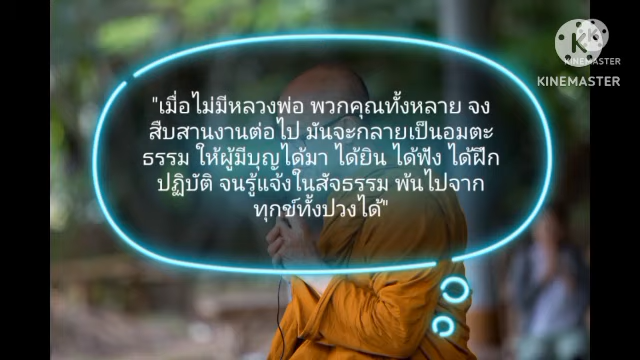 KINEMASTER
KINEMASTER
"เมื่อไม่มีหลวงพ่อ พวกคุณทั้งหลาย จง
สืบสานงานต่อไป มันจะกลายเป็นอมตะ
ธรรม ให้ผู้มีบุญได้มา ได้ยิน ได้ฟัง ได้ฝึก
ปฏิบัติ จนรู้แจ้งในสัจธรรม พ้นไปจาก
ทุกข์ทั้งปวงได้"